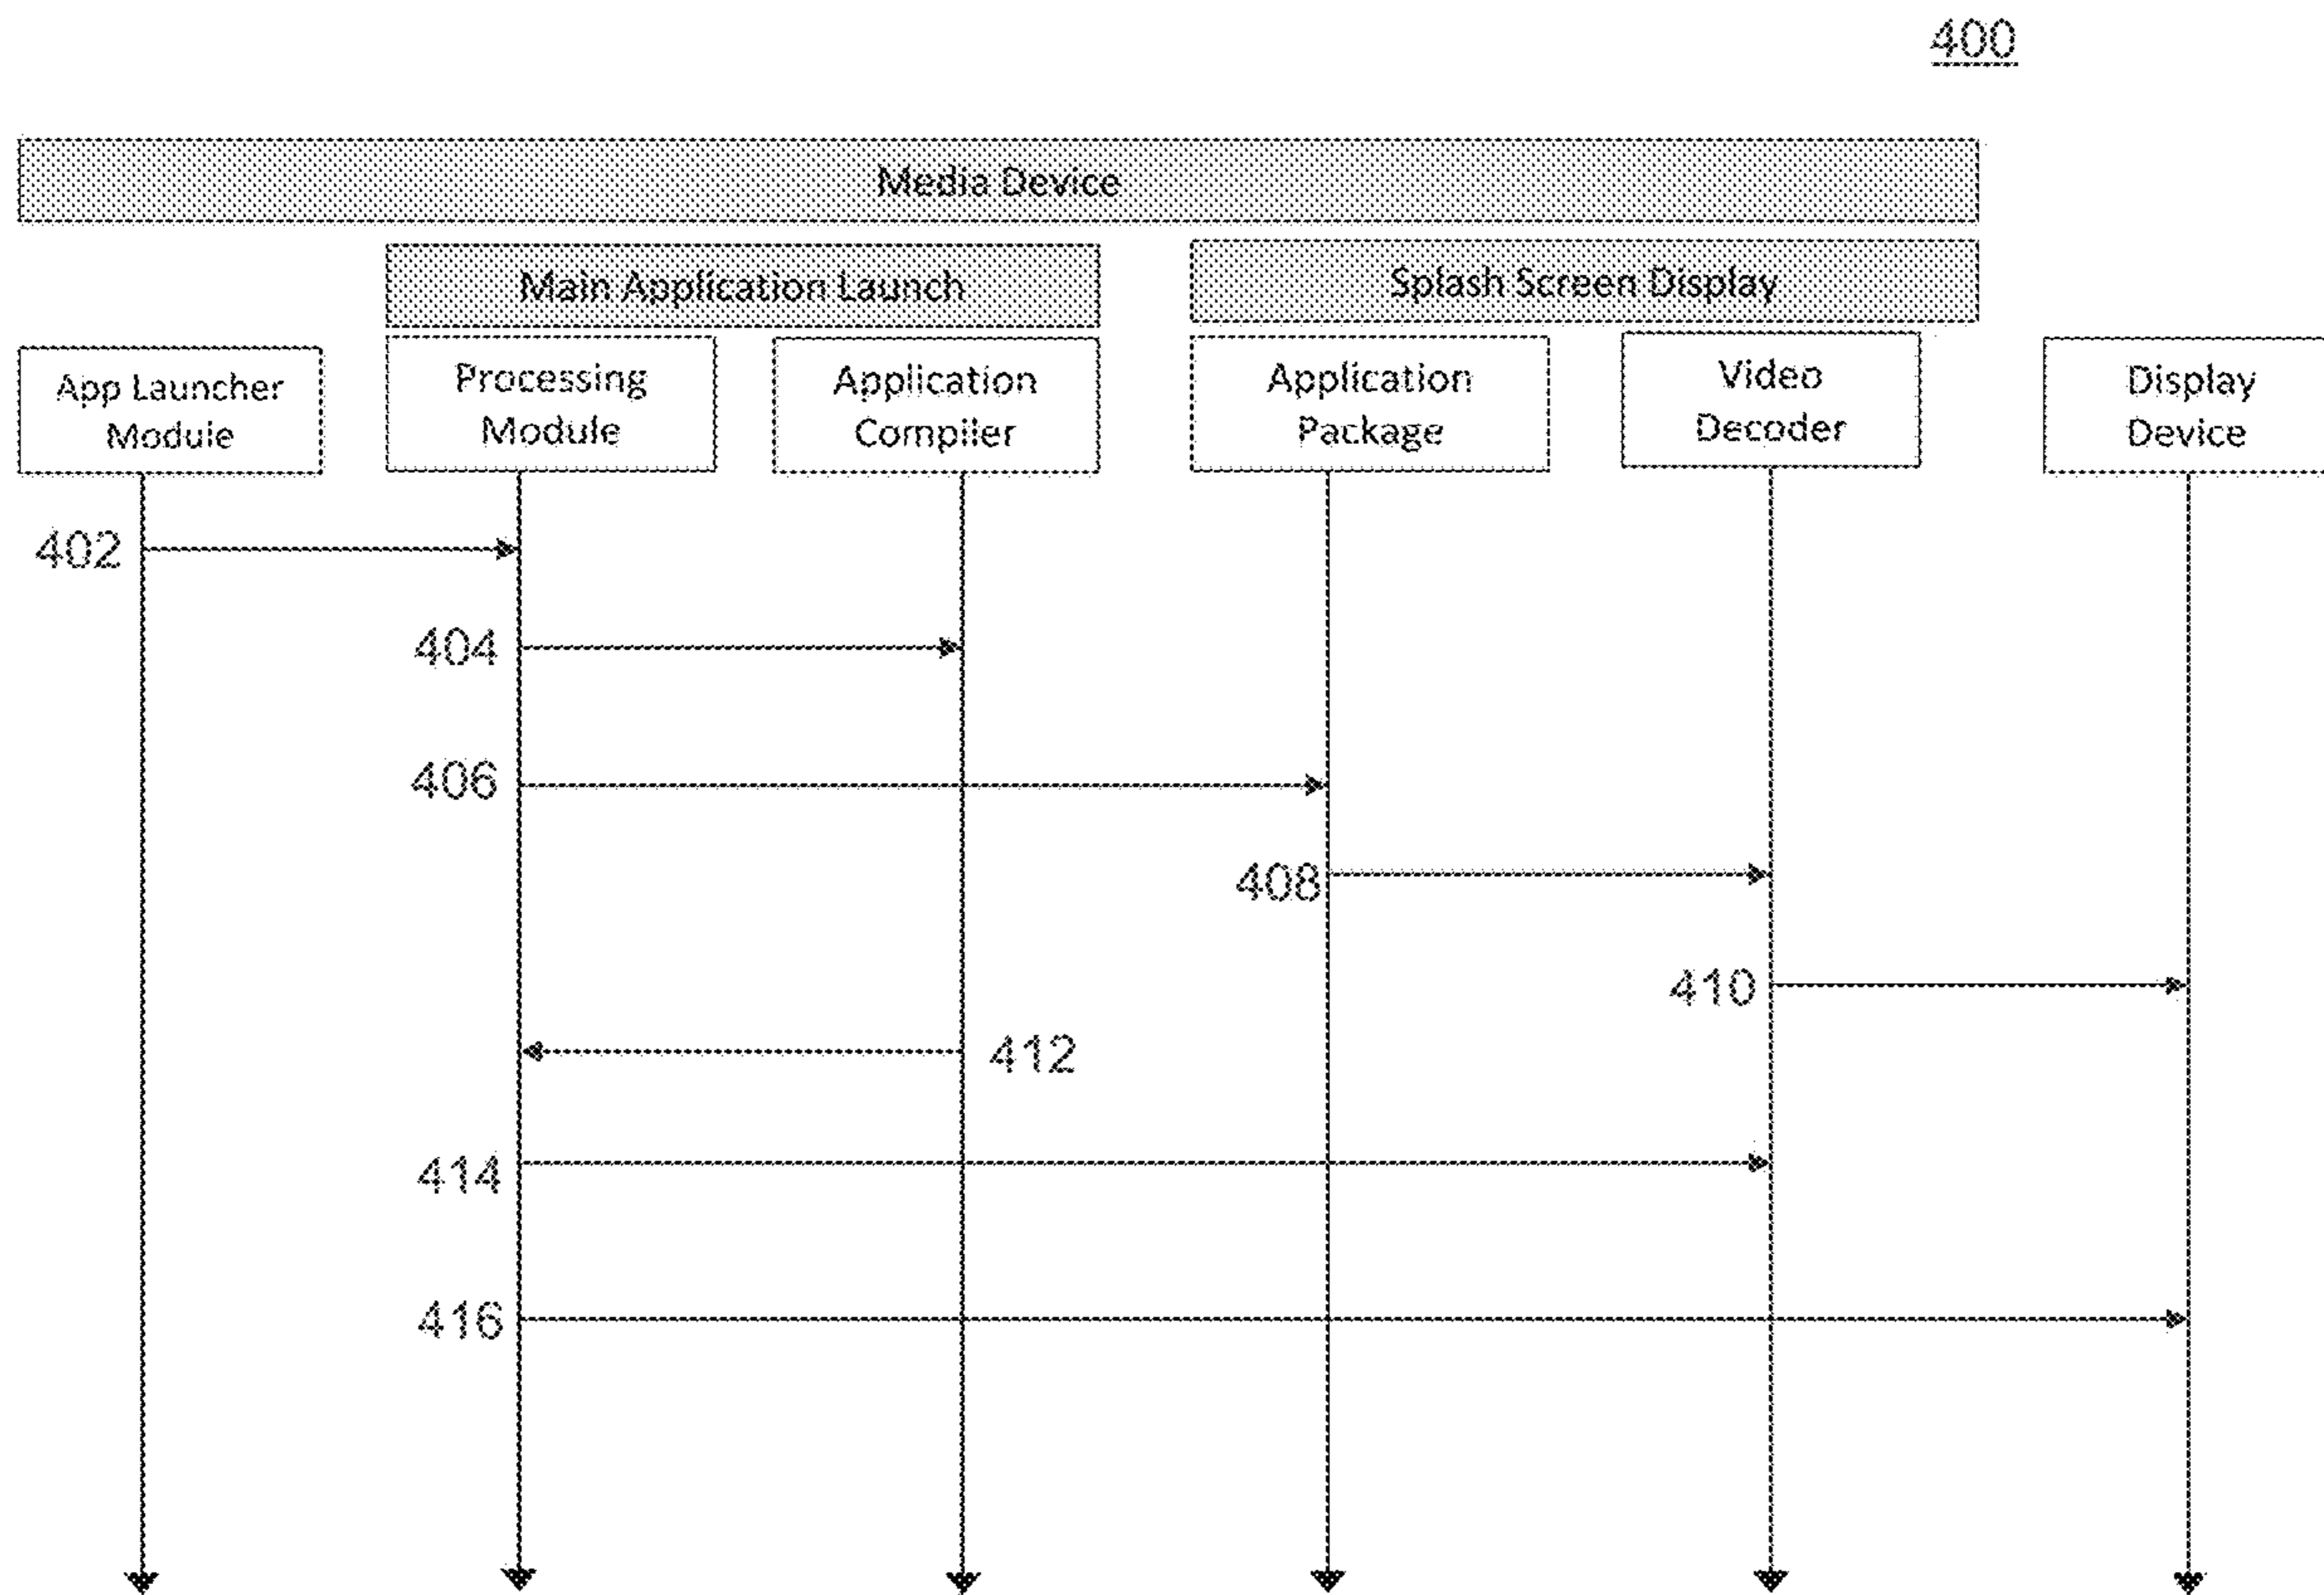 400
Media Device
Main Application Launch
Splash Screen Display
App Launcher
Module
Processing
Module
Application
Compiler
Application
Package
Video
Decoder
Display
Device
402
404
406
408
410
412
414
416